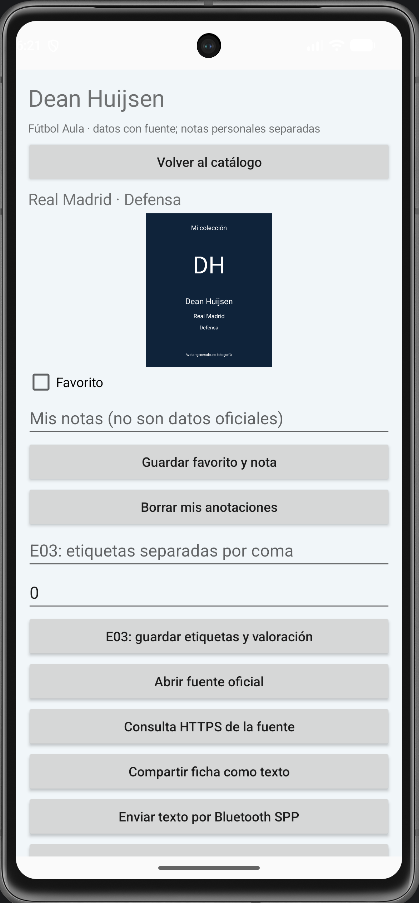 Dean Huijsen
Fútbol Aula · datos con fuente; notas personales separadas
Volver al catálogo
Real Madrid · Defensa
Mi colección
DH
Dean Huijsen
Real Madrid
Defensa
Favorito
Mis notas (no son datos oficiales)
Guardar favorito y nota
Borrar mis anotaciones
E03: etiquetas separadas por coma
0
E03: guardar etiquetas y valoración
Abrir fuente oficial
Consulta HTTPS de la fuente
Compartir ficha como texto
Enviar texto por Bluetooth SPP